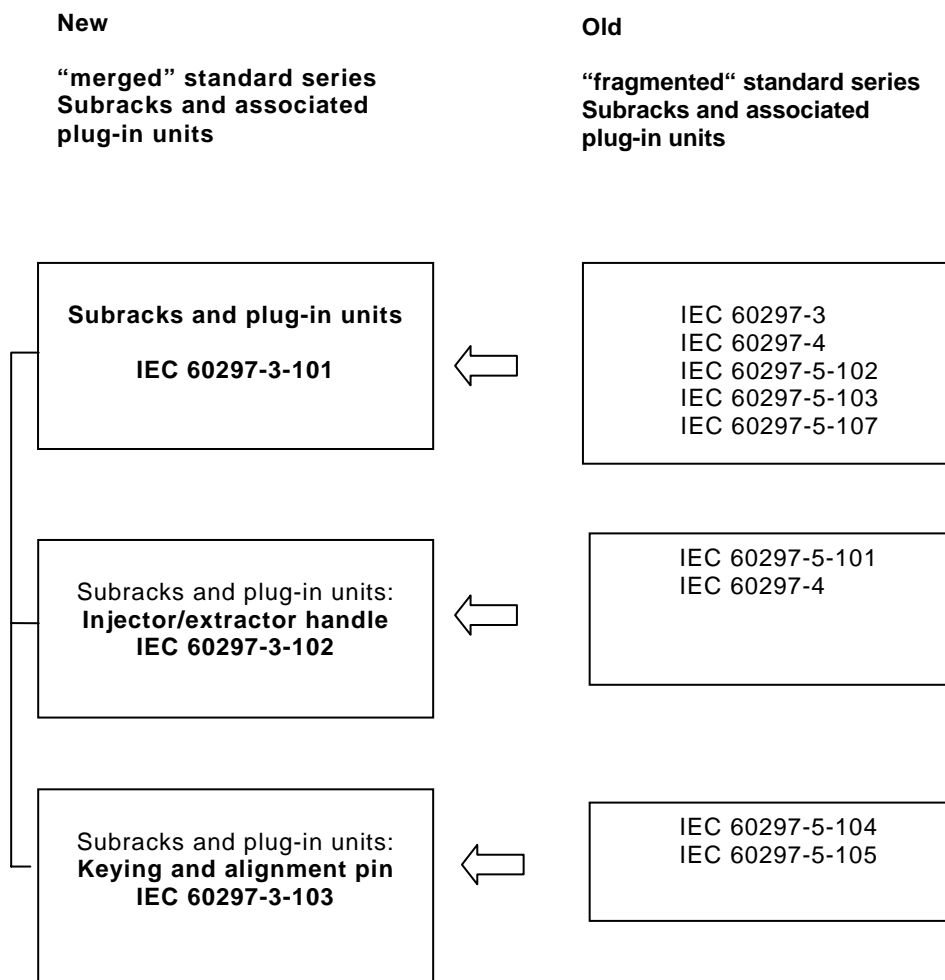 New
“merged” standard series
Subracks and associated
plug-in units
Old
“fragmented“ standard series
Subracks and associated
plug-in units
Subracks and plug-in units
IEC 60297-3-101
IEC 60297-3
IEC 60297-4
IEC 60297-5-102
IEC 60297-5-103
IEC 60297-5-107
Subracks and plug-in units:
Injector/extractor handle
IEC 60297-3-102
IEC 60297-5-101
IEC 60297-4
Subracks and plug-in units:
Keying and alignment pin
IEC 60297-3-103
IEC 60297-5-104
IEC 60297-5-105